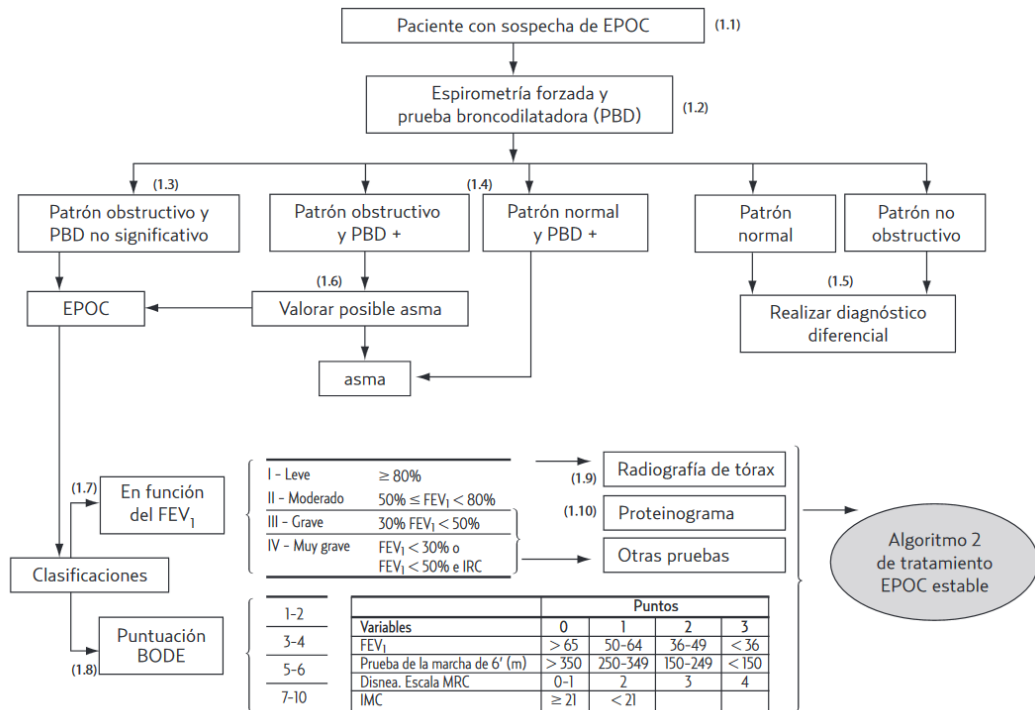 Paciente con sospecha de EPOC
(1.1)
Espirometría forzada y
prueba broncodilatadora (PBD)
(1.2)
(1.3)
(1.4)
Patrón obstructivo y
PBD no significativo
Patrón obstructivo
y PBD +
Patrón normal
y PBD +
Patrón
normal
Patrón no
obstructivo
(1.6)
(1.5)
EPOC
Valorar posible asma
Realizar diagnóstico
diferencial
asma
(1.7)
En función
del FEV1
I – Leve ≥ 80%
II – Moderado 50% ≤ FEV1 < 80%
III – Grave 30% FEV1 < 50%
IV – Muy grave FEV1 < 30% o
FEV1 < 50% e IRC
(1.9)
Radiografía de tórax
(1.10)
Proteinograma
Otras pruebas
Algoritmo 2
de tratamiento
EPOC estable
Clasificaciones
Puntuación
BODE
(1.8)
1-2
3-4
5-6
7-10
Puntos
Variables 0 1 2 3
FEV1 > 65 50-64 36-49 < 36
Prueba de la marcha de 6' (m) > 350 250-349 150-249 < 150
Disnea. Escala MRC 0-1 2 3 4
IMC ≥ 21 < 21